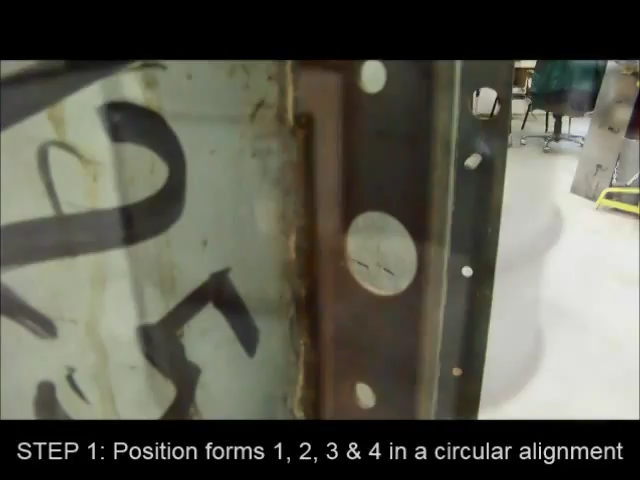 STEP 1: Position forms 1, 2, 3 & 4 in a circular alignment